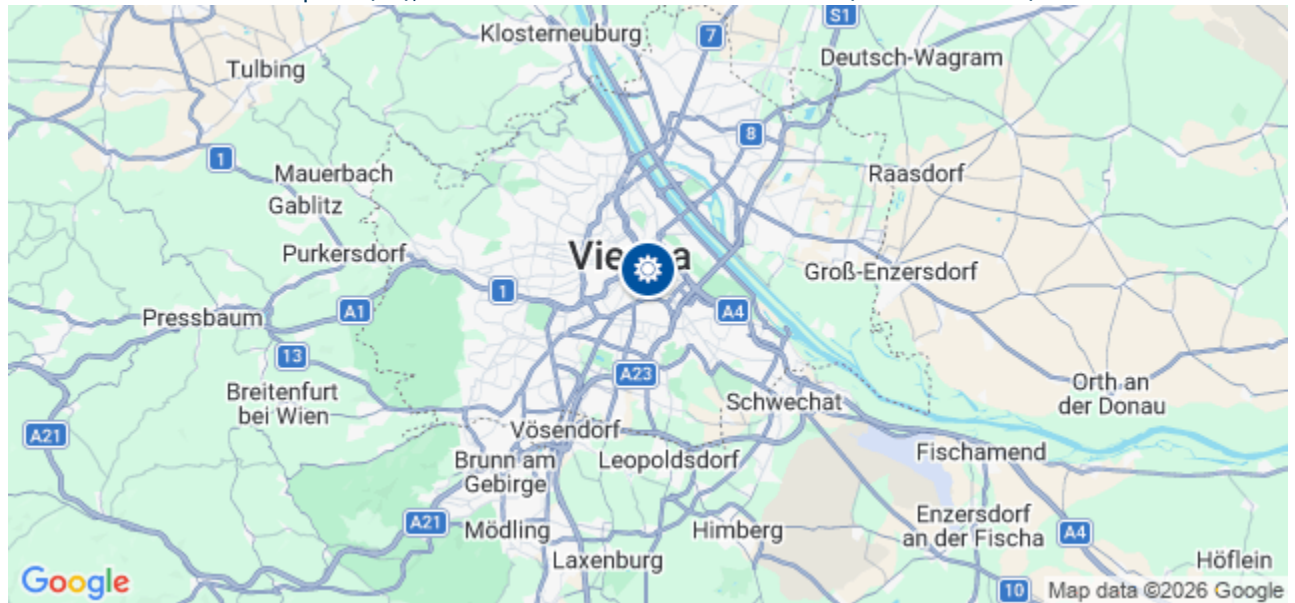 S1
Klosterneuburg
7
Deutsch-Wagram
Tulbing
8
1
Mauerbach
Raasdorf
Gablitz
Purkersdorf
Groß-Enzersdorf
1
A1
A4
Pressbaum
13
A23
Breitenfurt
bei Wien
Orth an
der Donau
Schwechat
A21
Vösendorf
Fischamend
Brunn am
Gebirge
Leopoldsdorf
A21
Mödling
Himberg
Enzersdorf
an der Fischa
A4
Laxenburg
Höflein
Google
10
Map data ©2026 Google